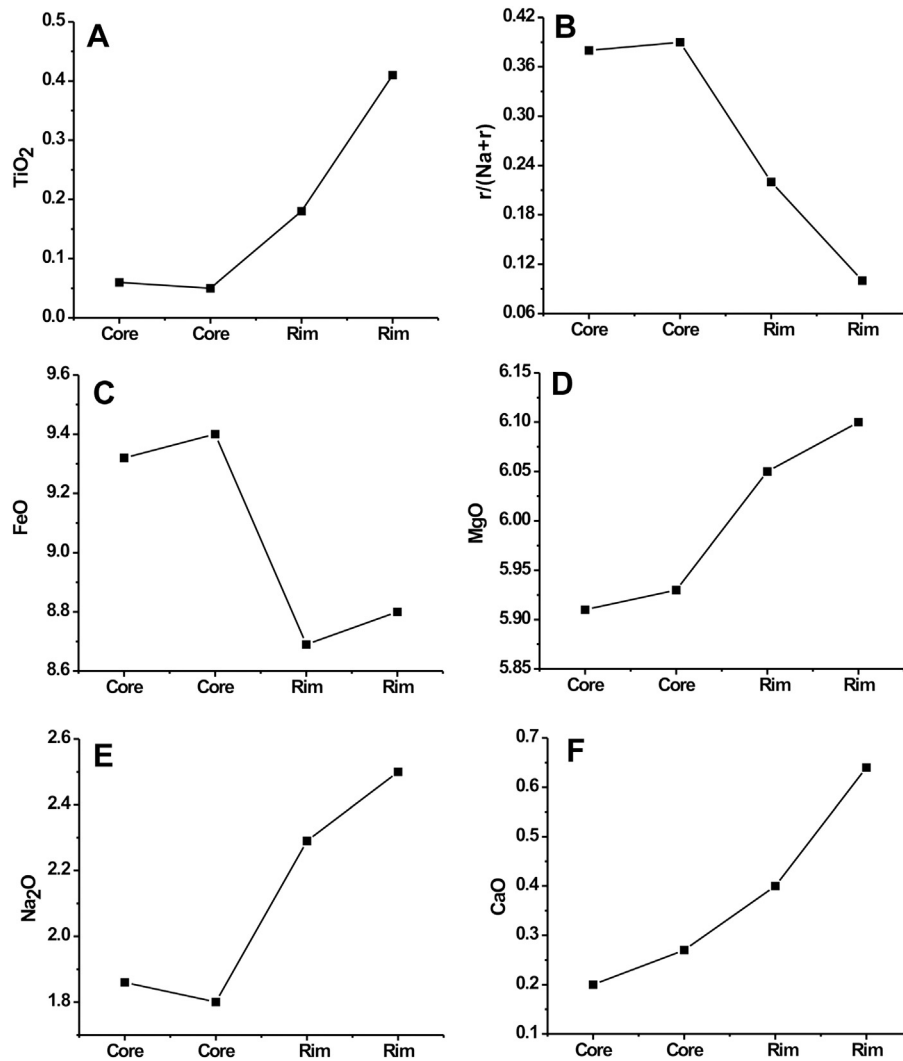 A
TiO2
0.5
0.4
0.3
0.2
0.1
0.0
Core Core Rim Rim
B
r/(Na+r)
0.42
0.36
0.30
0.24
0.18
0.12
0.06
Core Core Rim Rim
C
FeO
9.6
9.4
9.2
9.0
8.8
8.6
Core Core Rim Rim
D
MgO
6.15
6.10
6.05
6.00
5.95
5.90
5.85
Core Core Rim Rim
E
Na2O
2.6
2.4
2.2
2.0
1.8
Core Core Rim Rim
F
CaO
0.7
0.6
0.5
0.4
0.3
0.2
0.1
Core Core Rim Rim